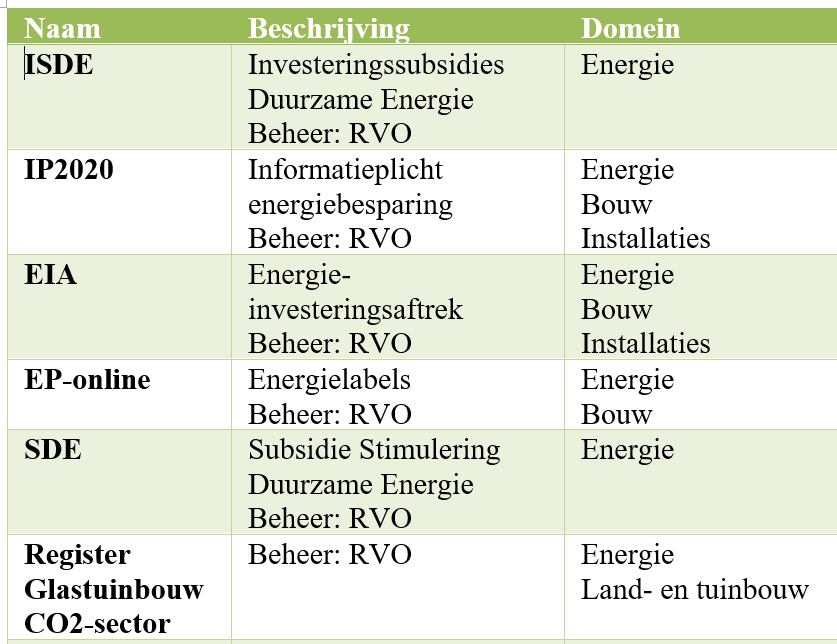 Naam Beschrijving Domein
ISDE Investeringssubsidies Energie
Duurzame Energie
Beheer: RVO
IP2020 Informatieplicht Energie
energiebesparing Bouw
Beheer: RVO Installaties
EIA Energie- Energie
investeringsaftrek Bouw
Beheer: RVO Installaties
EP-online Energielabels Energie
Beheer: RVO Bouw
SDE Subsidie Stimulering Energie
Duurzame Energie
Beheer: RVO
Register Beheer: RVO Energie
Glastuinbouw Land- en tuinbouw
CO2-sector